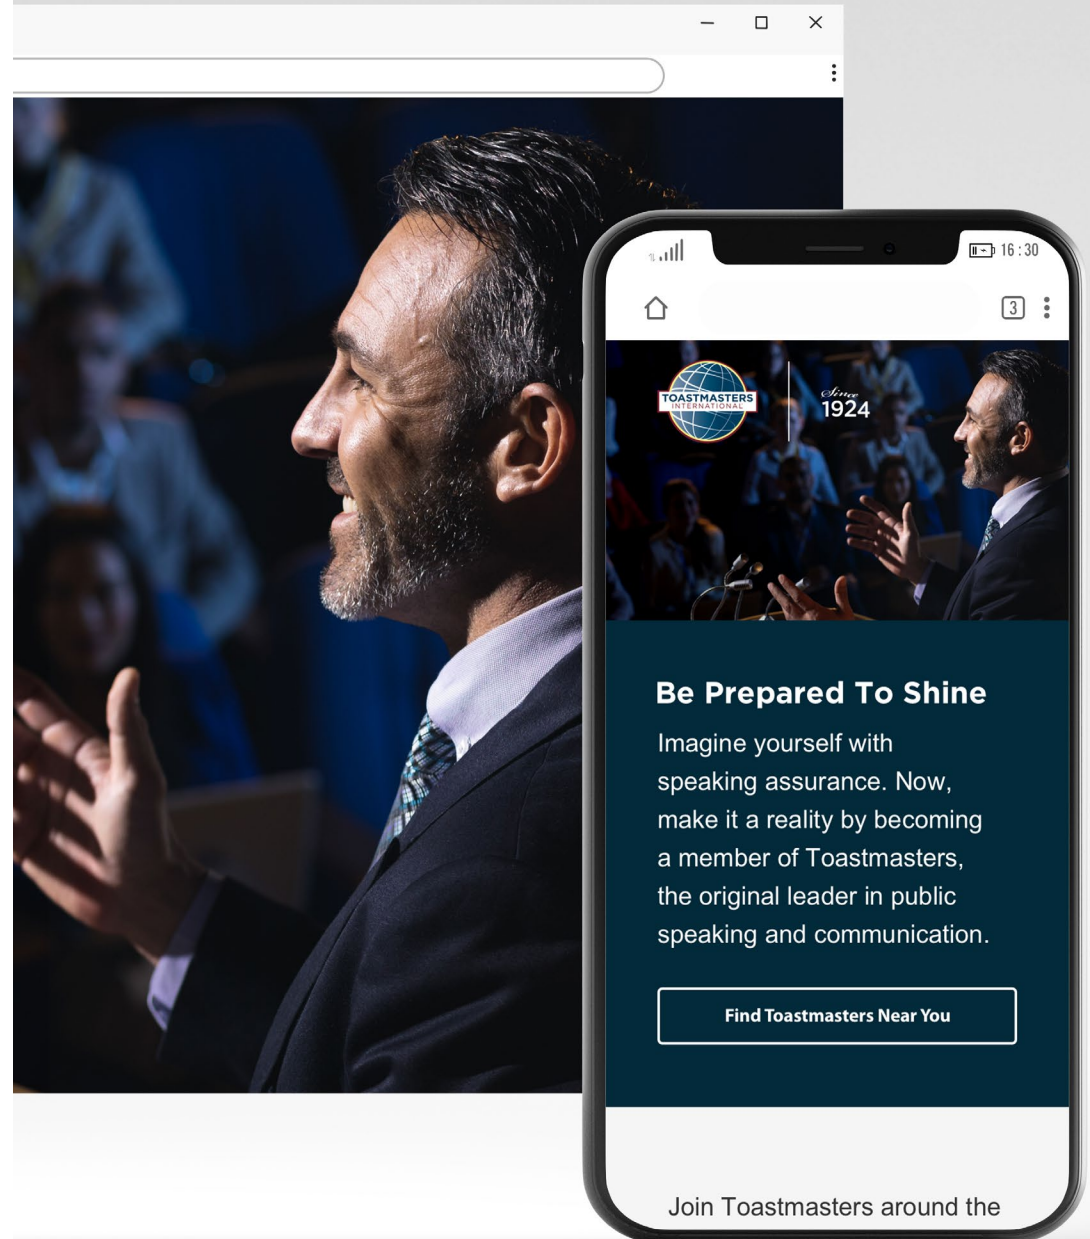 16:30
3
TOASTMASTERS
INTERNATIONAL
Since
1924
Be Prepared To Shine
Imagine yourself with
speaking assurance. Now,
make it a reality by becoming
a member of Toastmasters,
the original leader in public
speaking and communication.
Find Toastmasters Near You
Join Toastmasters around the